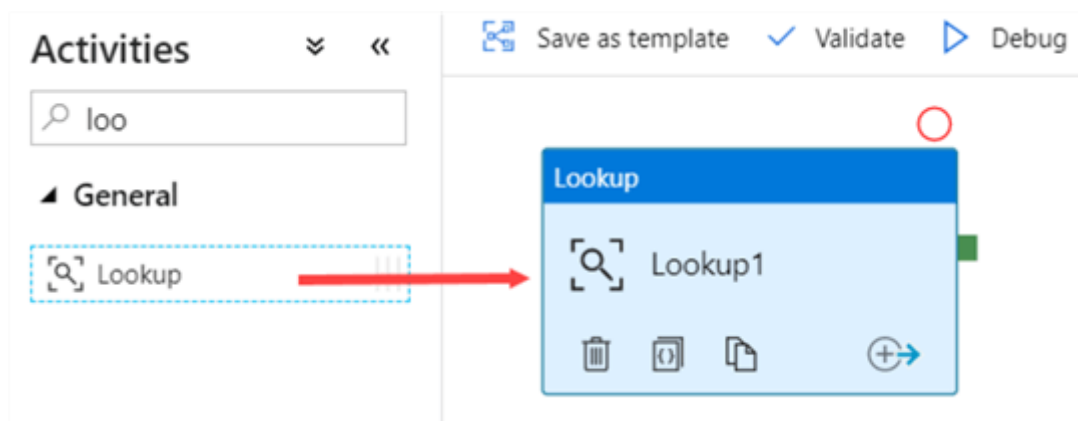 Activities
Save as template
Validate
Debug
loo
General
Lookup
Lookup
Lookup1